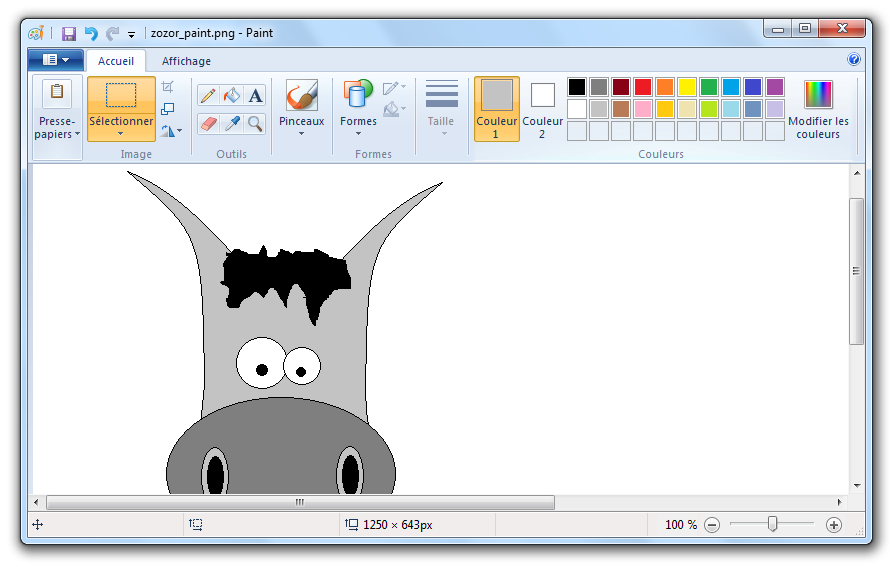 zozor_paint.png - Paint
Accueil Affichage
Presse-
papiers
Sélectionner
Image
A
Outils
Pinceaux
Formes
Formes
Taille
Couleur
1
Couleur
2
Modifier les
couleurs
Couleurs
1250 × 643px
100 %